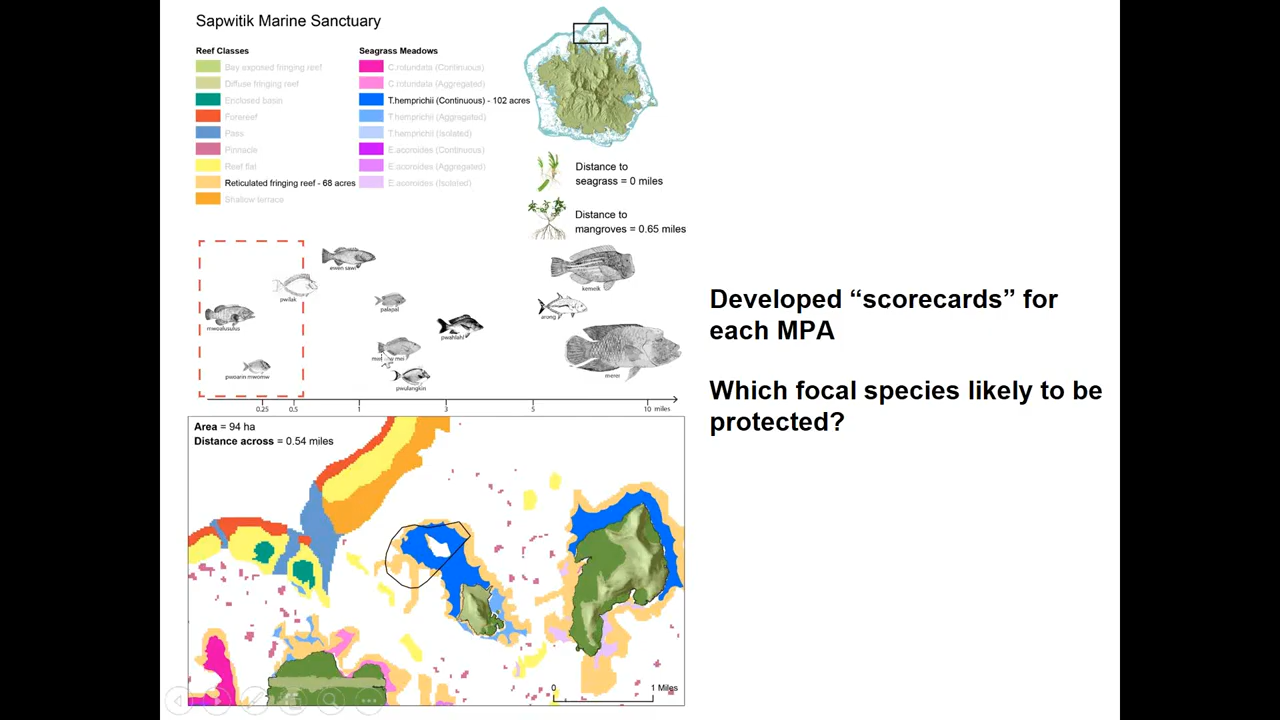 Sapwitik Marine Sanctuary
Reef Classes
Bay exposed fringing reef
Diffuse fringing reef
Enclosed basin
Forereef
Pass
Pinnacle
Reef flat
Reticulated fringing reef - 68 acres
Shallow terrace
Seagrass Meadows
C.rotundata (Continuous)
C.rotundata (Aggregated)
T.hemprichii (Continuous) - 102 acres
T.hemprichii (Aggregated)
T.hemprichii (Isolated)
E.acoroides (Continuous)
E.acoroides (Aggregated)
E.acoroides (Isolated)
Distance to
seagrass = 0 miles
Distance to
mangroves = 0.65 miles
ewen sawi
pwilak
mwoalusulus
pwoarin mwomw
palapal
pwahlahl
pwulangkin
kemeik
arong
merer
0.25 0.5 1 3 5 10 miles
Developed “scorecards” for
each MPA
Which focal species likely to be
protected?
Area = 94 ha
Distance across = 0.54 miles
0 1 Miles